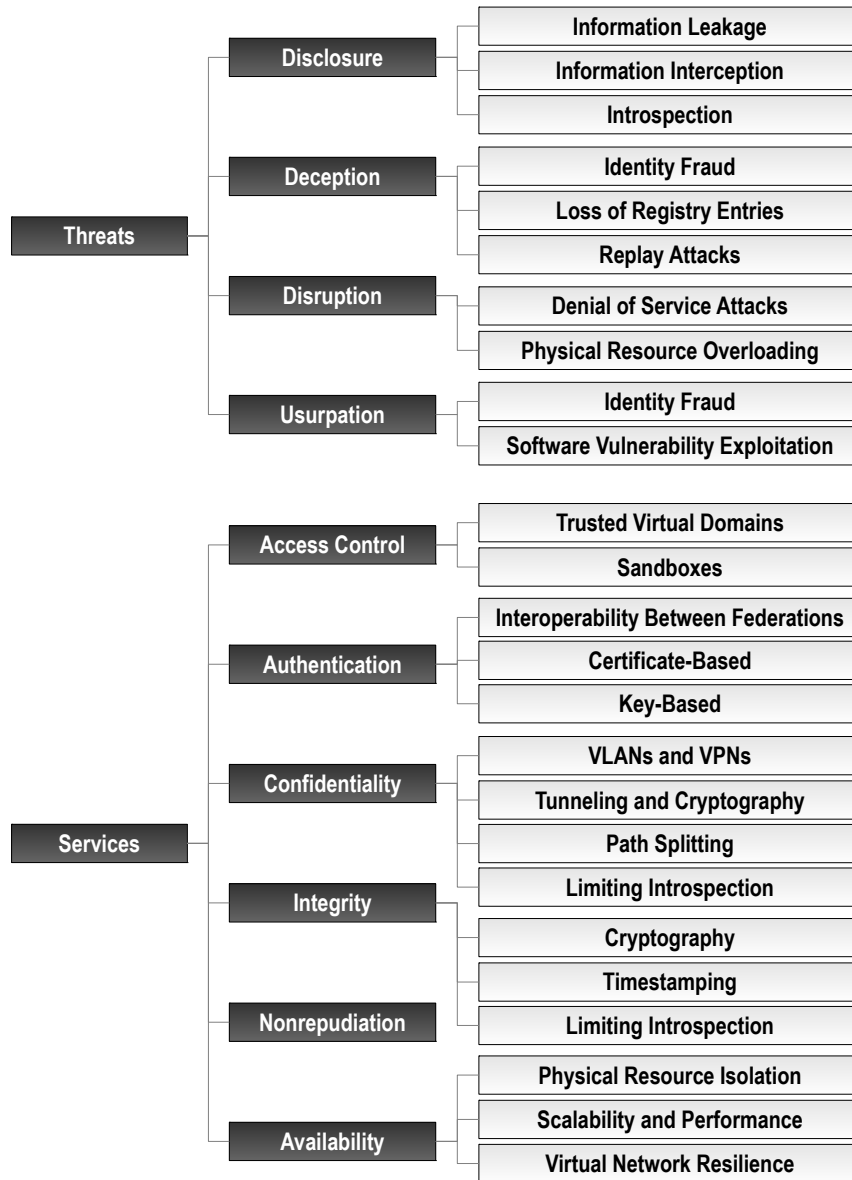 Threats
Disclosure
Information Leakage
Information Interception
Introspection
Deception
Identity Fraud
Loss of Registry Entries
Replay Attacks
Disruption
Denial of Service Attacks
Physical Resource Overloading
Usurpation
Identity Fraud
Software Vulnerability Exploitation
Services
Access Control
Trusted Virtual Domains
Sandboxes
Authentication
Interoperability Between Federations
Certificate-Based
Key-Based
Confidentiality
VLANs and VPNs
Tunneling and Cryptography
Path Splitting
Limiting Introspection
Integrity
Cryptography
Timestamping
Limiting Introspection
Nonrepudiation
Availability
Physical Resource Isolation
Scalability and Performance
Virtual Network Resilience